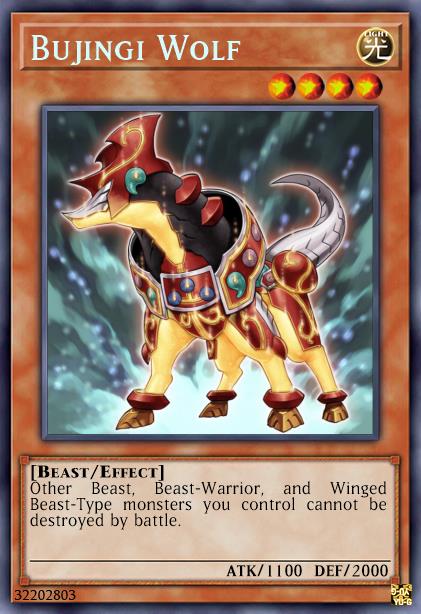 Bujingi Wolf
LIGHT
光
[Beast/Effect]
Other Beast, Beast-Warrior, and Winged
Beast-Type monsters you control cannot be
destroyed by battle.
ATK/1100 DEF/2000
32202803